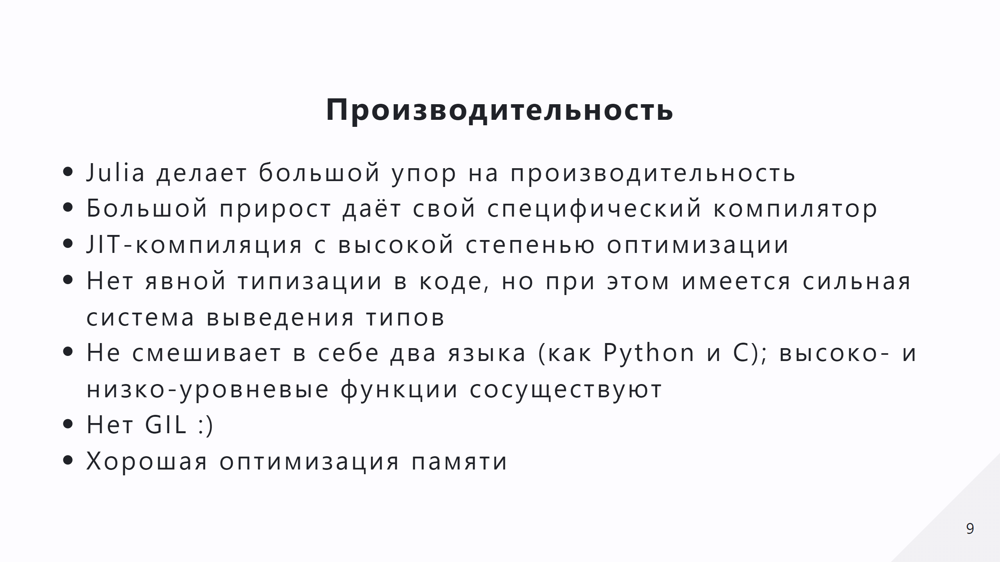 Производительность
• Julia делает большой упор на производительность
• Большой прирост даёт свой специфический компилятор
• JIT-компиляция с высокой степенью оптимизации
• Нет явной типизации в коде, но при этом имеется сильная
система выведения типов
• Не смешивает в себе два языка (как Python и C); высоко- и
низко-уровневые функции сосуществуют
• Нет GIL :)
• Хорошая оптимизация памяти
9